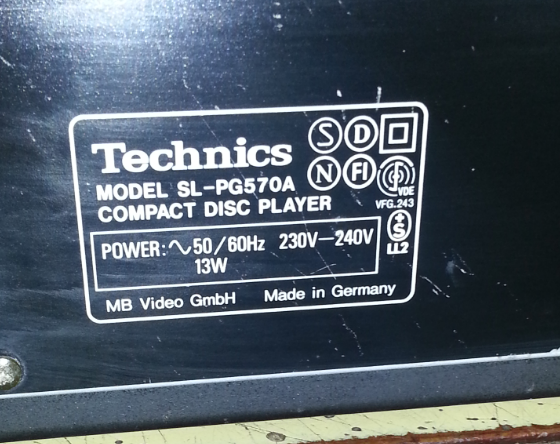 Technics
S D
N FI
MODEL SL-PG570A
VDE
COMPACT DISC PLAYER
VFG.243
S
LL2
POWER:∿50/60Hz 230V—240V
13W
MB Video GmbH Made in Germany